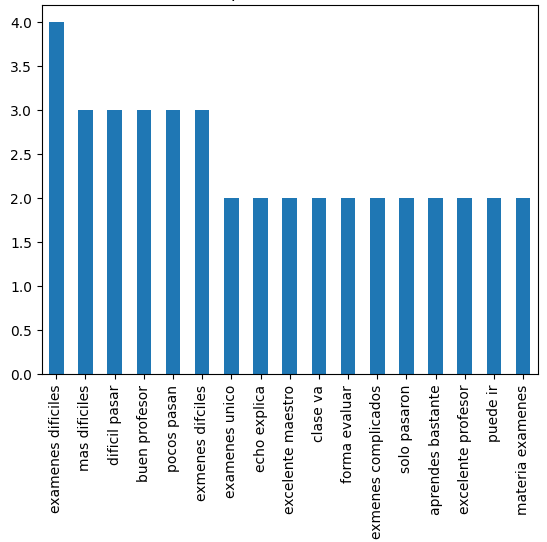 4.0
3.5
3.0
2.5
2.0
1.5
1.0
0.5
0.0
examenes dificiles
mas dificiles
dificil pasar
buen profesor
pocos pasan
exmenes difciles
examenes unico
echo explica
excelente maestro
clase va
forma evaluar
exmenes complicados
solo pasaron
aprendes bastante
excelente profesor
puede ir
materia examenes